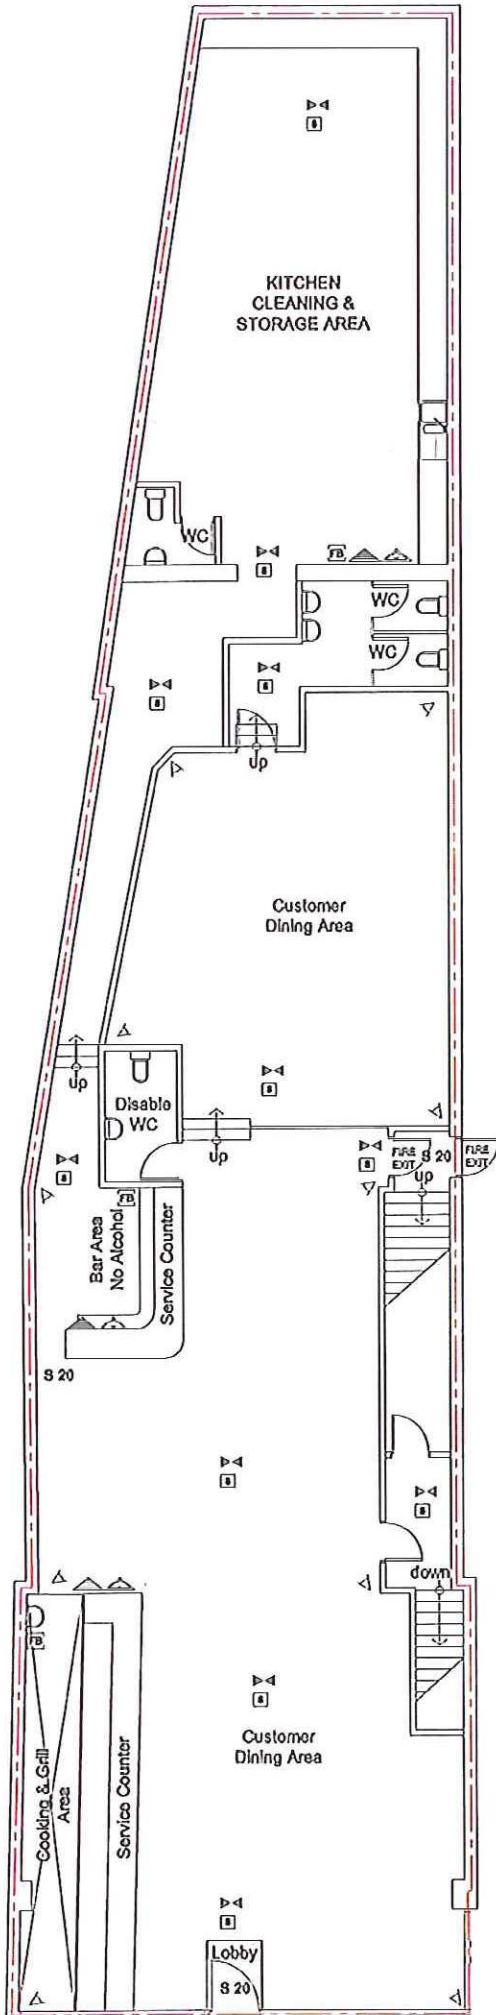 S
KITCHEN
CLEANING &
STORAGE AREA
WC
S
FB
WC
WC
S
S
up
Customer
Dining Area
up
S
Disable
WC
up
S
FIRE
EXIT
S 20
up
FIRE
EXIT
S
FB
Bar Area
No Alcohol
Service Counter
S 20
S
S
down
FB
S
Customer
Dining Area
Cooking & Grill
Area
Service Counter
S
Lobby
S 20